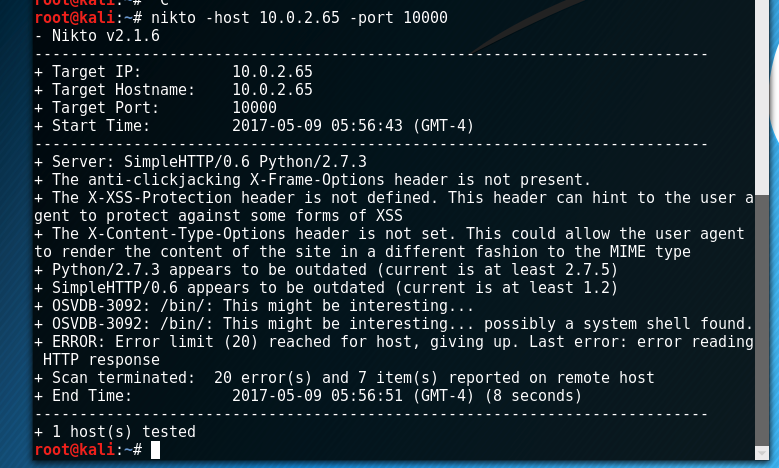 root@kali:~# ^C
root@kali:~# nikto -host 10.0.2.65 -port 10000
- Nikto v2.1.6
---------------------------------------------------------------------------
+ Target IP:          10.0.2.65
+ Target Hostname:    10.0.2.65
+ Target Port:        10000
+ Start Time:         2017-05-09 05:56:43 (GMT-4)
---------------------------------------------------------------------------
+ Server: SimpleHTTP/0.6 Python/2.7.3
+ The anti-clickjacking X-Frame-Options header is not present.
+ The X-XSS-Protection header is not defined. This header can hint to the user a
gent to protect against some forms of XSS
+ The X-Content-Type-Options header is not set. This could allow the user agent
to render the content of the site in a different fashion to the MIME type
+ Python/2.7.3 appears to be outdated (current is at least 2.7.5)
+ SimpleHTTP/0.6 appears to be outdated (current is at least 1.2)
+ OSVDB-3092: /bin/: This might be interesting...
+ OSVDB-3092: /bin/: This might be interesting... possibly a system shell found.
+ ERROR: Error limit (20) reached for host, giving up. Last error: error reading
 HTTP response
+ Scan terminated:  20 error(s) and 7 item(s) reported on remote host
+ End Time:           2017-05-09 05:56:51 (GMT-4) (8 seconds)
---------------------------------------------------------------------------
+ 1 host(s) tested
root@kali:~#